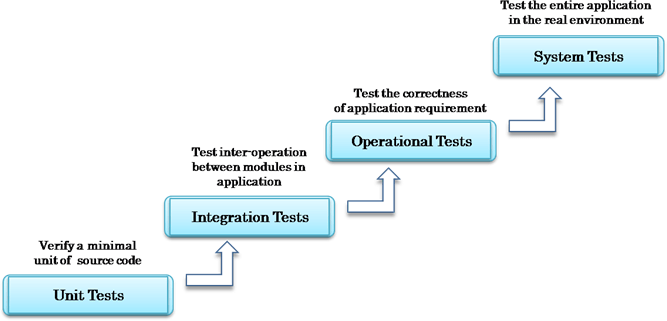 Test the entire application
in the real environment
System Tests
Test the correctness
of application requirement
Operational Tests
Test inter-operation
between modules in
application
Integration Tests
Verify a minimal
unit of source code
Unit Tests